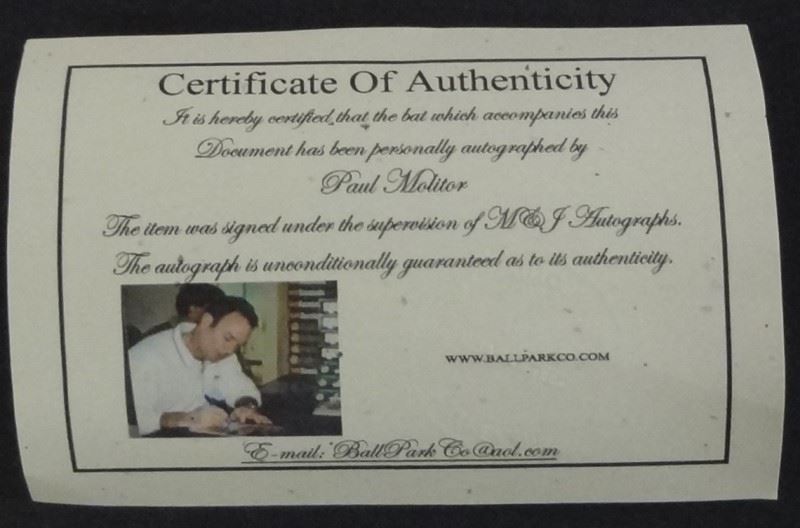 Certificate Of Authenticity
It is hereby certified that the bat which accompanies this
Document has been personally autographed by
Paul Molitor
The item was signed under the supervision of M&J Autographs.
The autograph is unconditionally guaranteed as to its authenticity.
WWW.BALLPARKCO.COM
E-mail: BallParkCo@aol.com